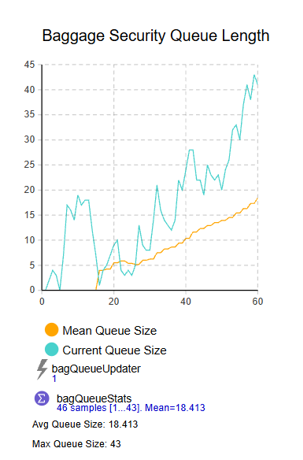 Baggage Security Queue Length
45
40
35
30
25
20
15
10
5
0
0 20 40 60
Mean Queue Size
Current Queue Size
bagQueueUpdater
1
bagQueueStats
46 samples [1...43]. Mean=18.413
Avg Queue Size: 18.413
Max Queue Size: 43